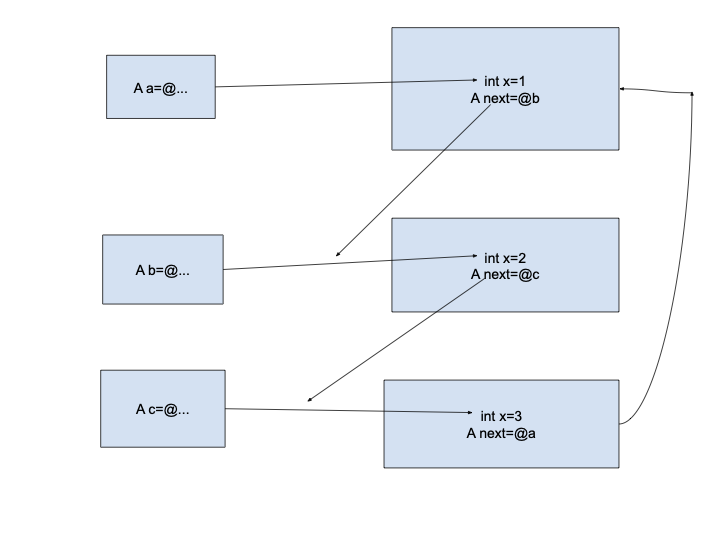 A a=@...
int x=1
A next=@b
A b=@...
int x=2
A next=@c
A c=@...
int x=3
A next=@a